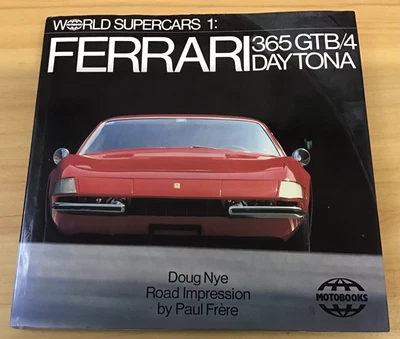 WORLD SUPERCARS 1:
FERRARI 365 GTB/4
DAYTONA
Doug Nye
Road Impression
by Paul Frère
MOTOBOOKS